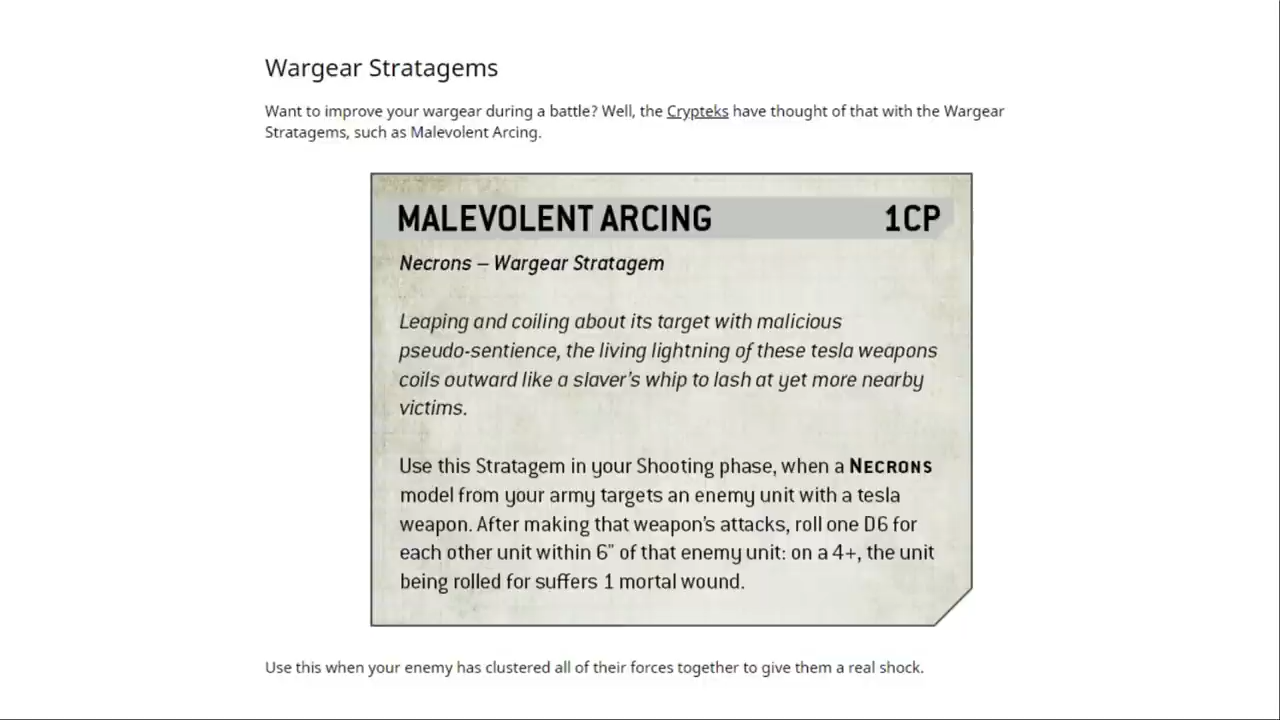 Wargear Stratagems
Want to improve your wargear during a battle? Well, the Crypteks have thought of that with the Wargear
Stratagems, such as Malevolent Arcing.
MALEVOLENT ARCING 1CP
Necrons – Wargear Stratagem
Leaping and coiling about its target with malicious
pseudo-sentience, the living lightning of these tesla weapons
coils outward like a slaver's whip to lash at yet more nearby
victims.
Use this Stratagem in your Shooting phase, when a NECRONS
model from your army targets an enemy unit with a tesla
weapon. After making that weapon's attacks, roll one D6 for
each other unit within 6" of that enemy unit: on a 4+, the unit
being rolled for suffers 1 mortal wound.
Use this when your enemy has clustered all of their forces together to give them a real shock.